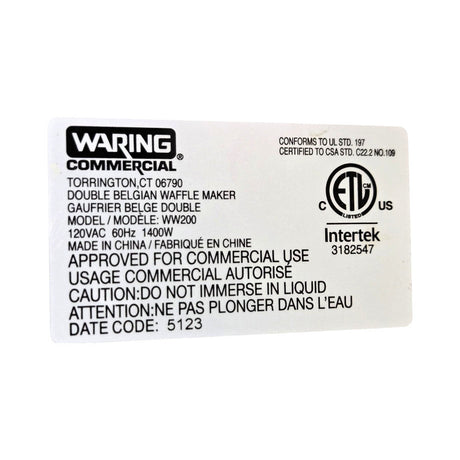 WARING
COMMERCIAL®
TORRINGTON,CT 06790
DOUBLE BELGIAN WAFFLE MAKER
GAUFRIER BELGE DOUBLE
MODEL / MODÈLE: WW200
120VAC 60Hz 1400W
MADE IN CHINA / FABRIQUÉ EN CHINE
APPROVED FOR COMMERCIAL USE
USAGE COMMERCIAL AUTORISÉ
CAUTION:DO NOT IMMERSE IN LIQUID
ATTENTION:NE PAS PLONGER DANS L'EAU
DATE CODE: 5123
CONFORMS TO UL STD. 197
CERTIFIED TO CSA STD. C22.2 NO.109
C ETL CM US
LISTED
Intertek
3182547